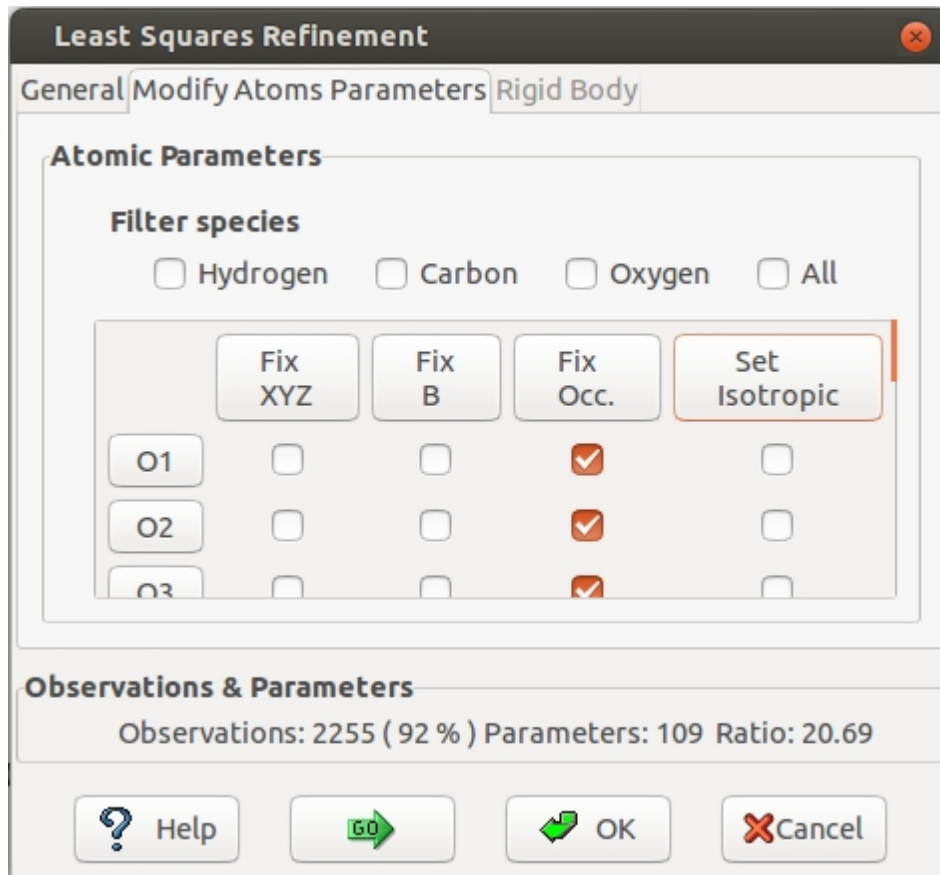 Least Squares Refinement
General Modify Atoms Parameters Rigid Body
Atomic Parameters
Filter species
Hydrogen Carbon Oxygen All
Fix XYZ
Fix B
Fix Occ.
Set Isotropic
O1
O2
O3
Observations & Parameters
Observations: 2255 ( 92 % ) Parameters: 109 Ratio: 20.69
Help GO OK Cancel